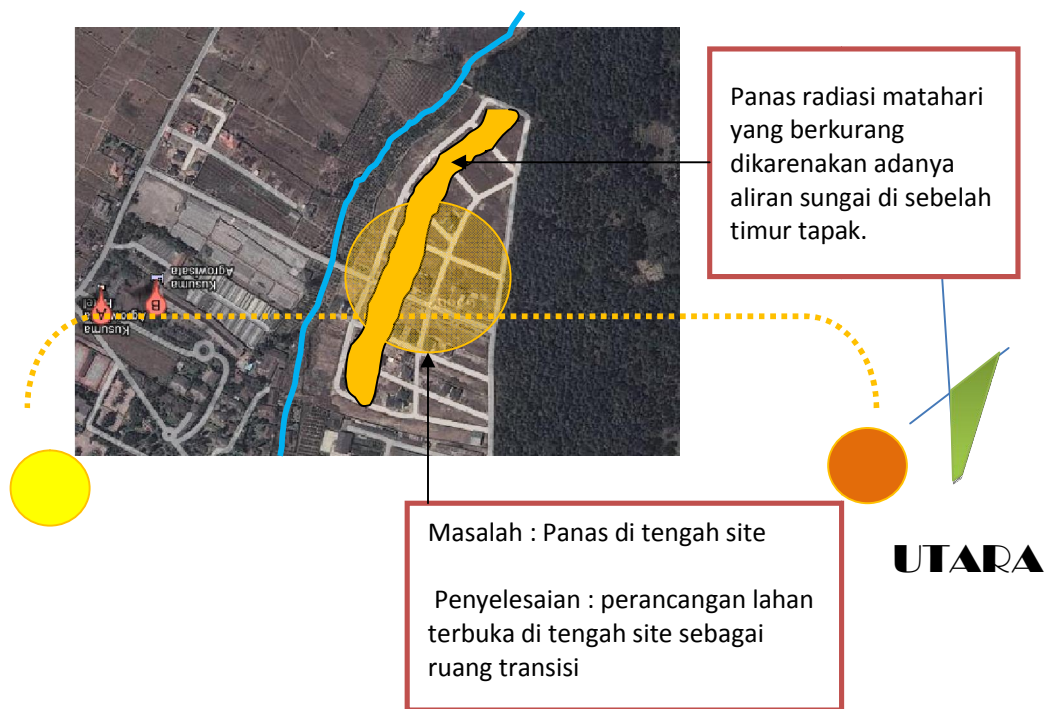 Panas radiasi matahari
yang berkurang
dikarenakan adanya
aliran sungai di sebelah
timur tapak.
Kusuma
Agrowisata
B
A
Kusuma
Masalah : Panas di tengah site
Penyelesaian : perancangan lahan
terbuka di tengah site sebagai
ruang transisi
UTARA